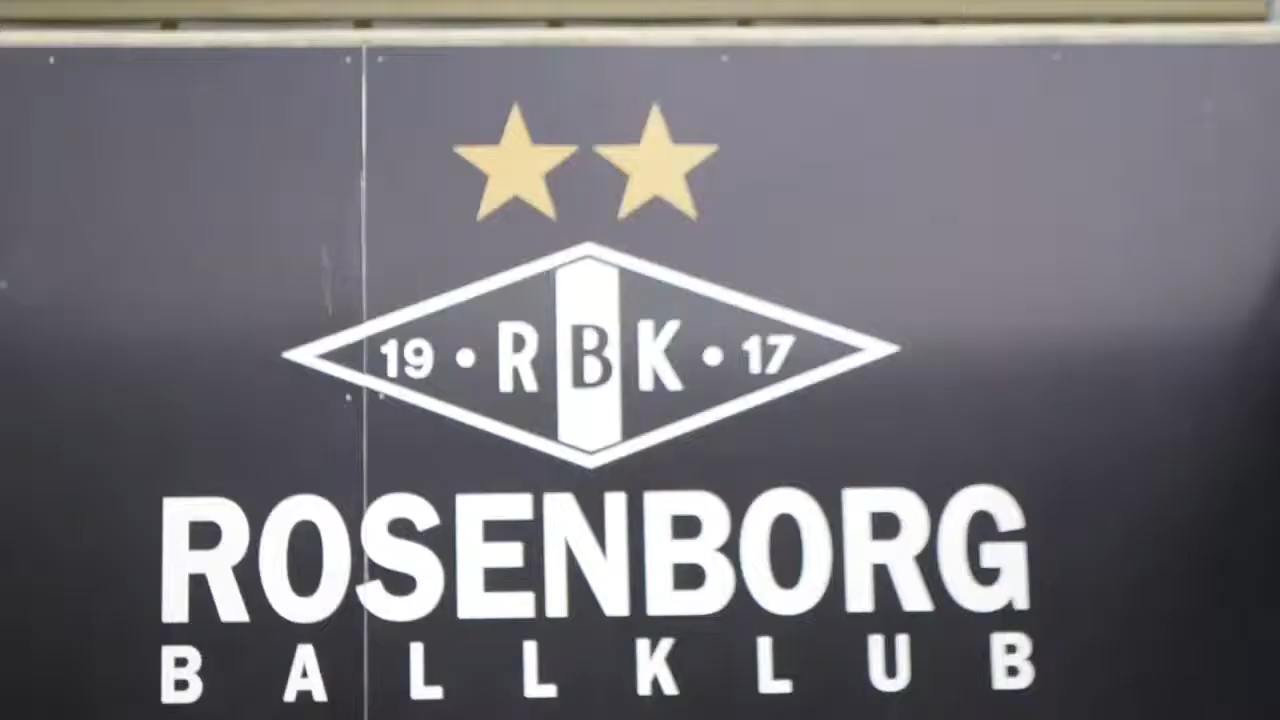 19 • RBK • 17
ROSENBORG
BALLKLUB